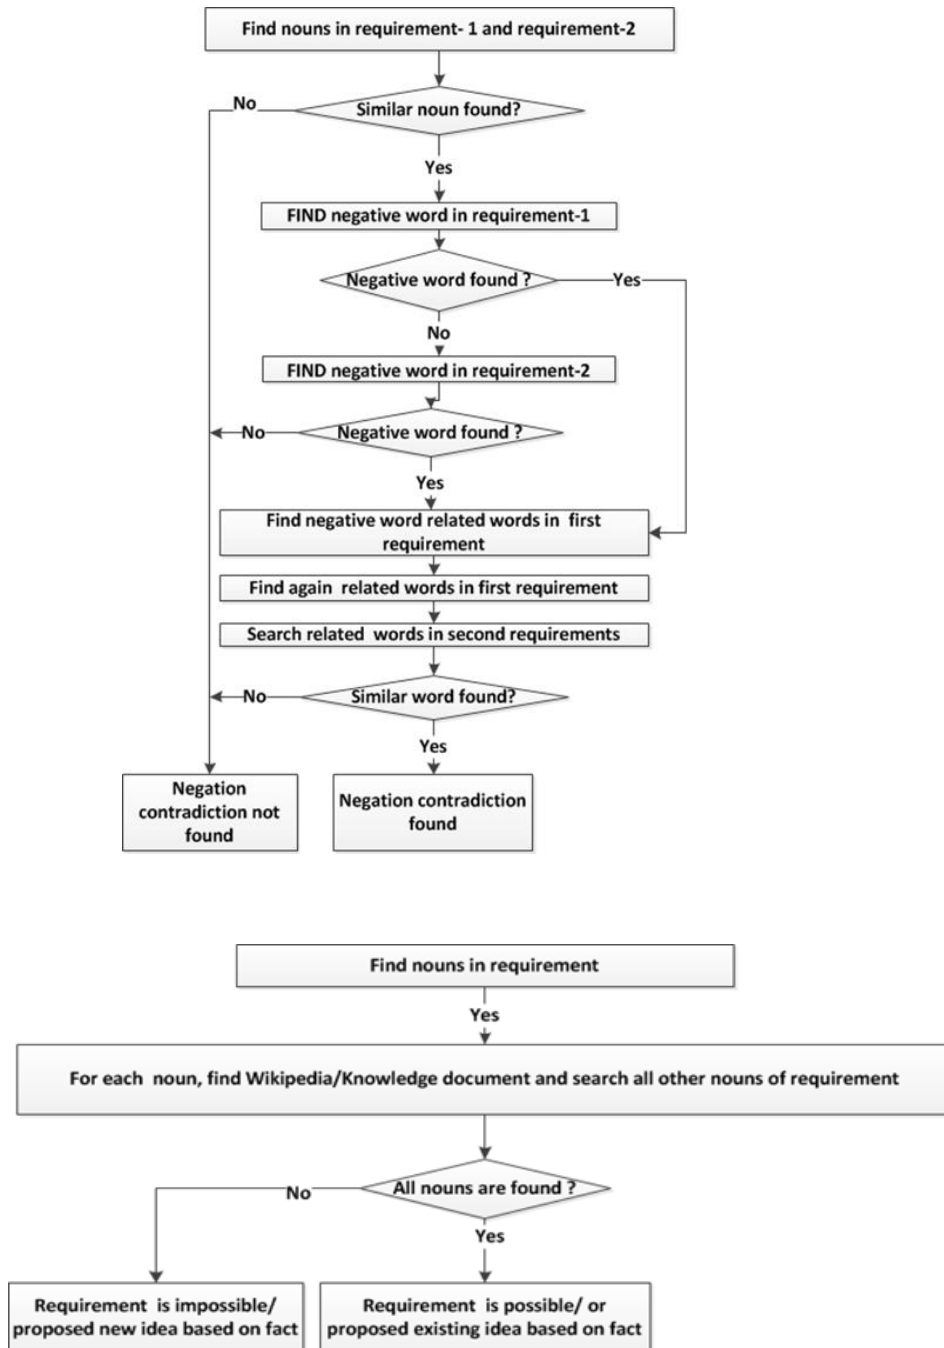 Find nouns in requirement- 1 and requirement-2
No
Similar noun found?
Yes
FIND negative word in requirement-1
Negative word found ?
Yes
No
FIND negative word in requirement-2
No
Negative word found ?
Yes
Find negative word related words in first
requirement
Find again related words in first requirement
Search related words in second requirements
No
Similar word found?
Yes
Negation
contradiction not
found
Negation contradiction
found
Find nouns in requirement
Yes
For each noun, find Wikipedia/Knowledge document and search all other nouns of requirement
No
All nouns are found ?
Yes
Requirement is impossible/
proposed new idea based on fact
Requirement is possible/ or
proposed existing idea based on fact